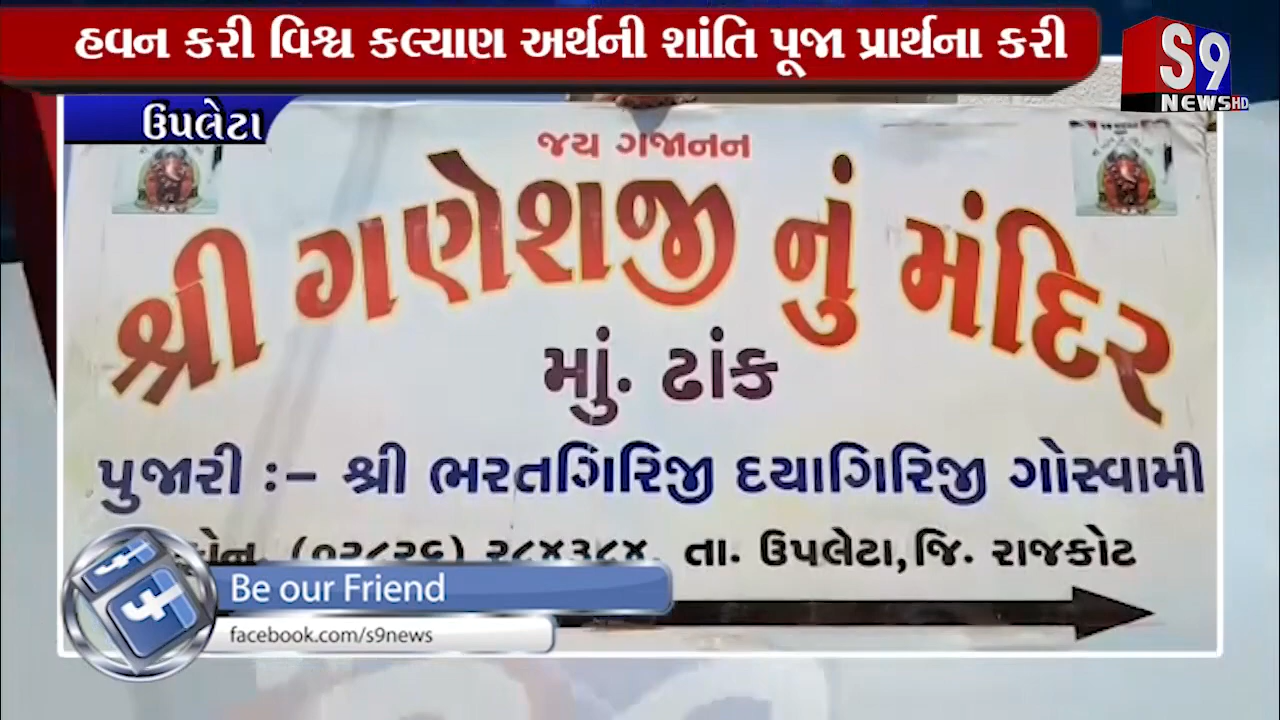 હવન કરી વિશ્વ કલ્યાણ અર્થની શાંતિ પૂજા પ્રાર્થના કરી
S9
NEWS HD
ઉપલેટા
જય ગજાનન
શ્રી ગણેશજી નું મંદિર
મું. ઢાંક
પુજારી :- શ્રી ભરતગિરિજી દયાગિરિજી ગોસ્વામી
તા. ઉપલેટા, જિ. રાજકોટ
Be our Friend
facebook.com/s9news